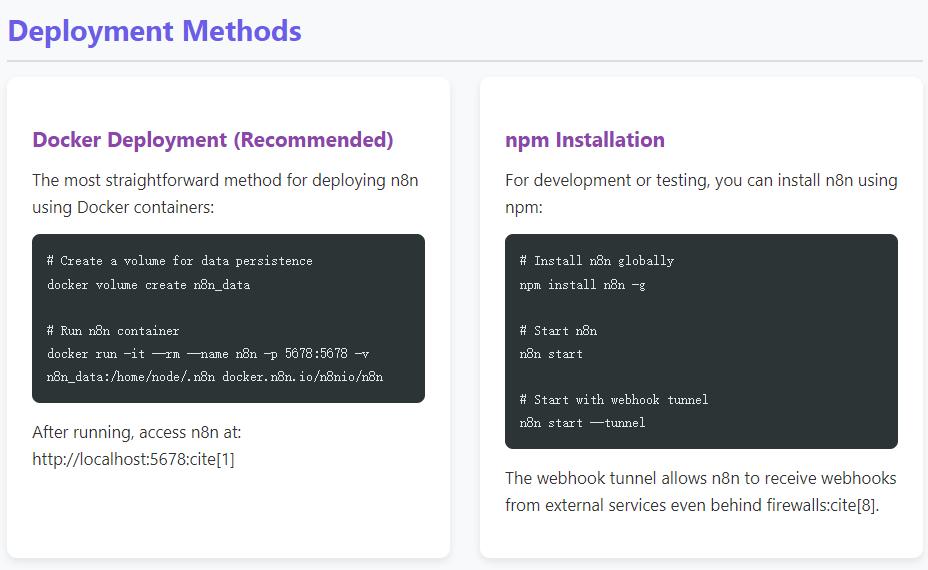 Deployment Methods
Docker Deployment (Recommended)
The most straightforward method for deploying n8n
using Docker containers:
# Create a volume for data persistence
docker volume create n8n_data
# Run n8n container
docker run -it --rm --name n8n -p 5678:5678 -v
n8n_data:/home/node/.n8n docker.n8n.io/n8nio/n8n
After running, access n8n at:
http://localhost:5678:cite[1]
npm Installation
For development or testing, you can install n8n using
npm:
# Install n8n globally
npm install n8n -g
# Start n8n
n8n start
# Start with webhook tunnel
n8n start --tunnel
The webhook tunnel allows n8n to receive webhooks
from external services even behind firewalls:cite[8].